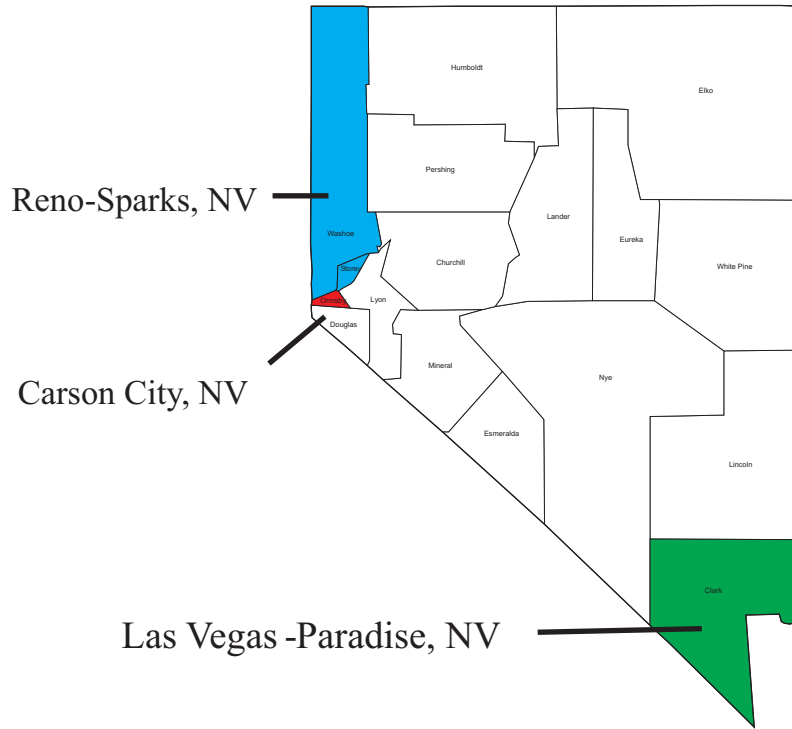 Humboldt
Elko
Pershing
Reno-Sparks, NV
Lander
Washoe
Eureka
Churchill
White Pine
Storey
Ormsby
Lyon
Douglas
Carson City, NV
Mineral
Nye
Esmeralda
Lincoln
Clark
Las Vegas -Paradise, NV